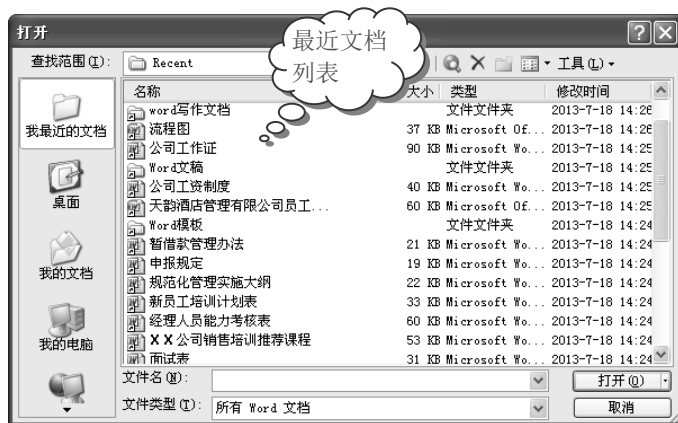 打开
最近文档
列表
查找范围(I):
Recent
工具(L)
名称 大小 类型 修改时间
word写作文档 文件文件夹 2013-7-18 14:26
流程图 37 KB Microsoft Of... 2013-7-18 14:26
公司工作证 90 KB Microsoft Wo... 2013-7-18 14:25
Word文稿 文件文件夹 2013-7-18 14:25
公司工资制度 40 KB Microsoft Wo... 2013-7-18 14:25
天韵酒店管理有限公司员工... 60 KB Microsoft Of... 2013-7-18 14:25
Word模板 文件文件夹 2013-7-18 14:24
暂借款管理办法 21 KB Microsoft Wo... 2013-7-18 14:24
申报规定 19 KB Microsoft Wo... 2013-7-18 14:24
规范化管理实施大纲 22 KB Microsoft Wo... 2013-7-18 14:24
新员工培训计划表 33 KB Microsoft Wo... 2013-7-18 14:24
经理人员能力考核表 60 KB Microsoft Wo... 2013-7-18 14:24
ＸＸ公司销售培训推荐课程 53 KB Microsoft Wo... 2013-7-18 14:24
面试表 31 KB Microsoft Wo... 2013-7-18 14:24
我最近的文档
桌面
我的文档
我的电脑
文件名(N):
打开(O)
文件类型(T): 所有 Word 文档
取消